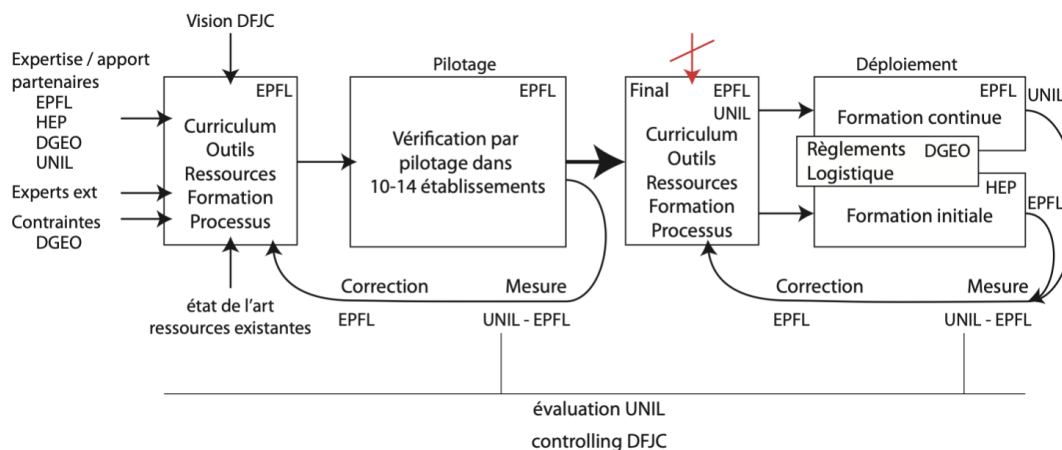 Vision DFJC
Expertise / apport
partenaires
EPFL
HEP
DGEO
UNIL
Experts ext
Contraintes
DGEO
EPFL
Curriculum
Outils
Ressources
Formation
Processus
état de l'art
ressources existantes
Pilotage
EPFL
Vérification par
pilotage dans
10-14 établissements
Correction
Mesure
EPFL
UNIL - EPFL
Final
EPFL
UNIL
Curriculum
Outils
Ressources
Formation
Processus
Déploiement
EPFL
UNIL
Formation continue
Règlements
DGEO
Logistique
HEP
EPFL
Formation initiale
Correction
Mesure
EPFL
UNIL - EPFL
évaluation UNIL
controlling DFJC